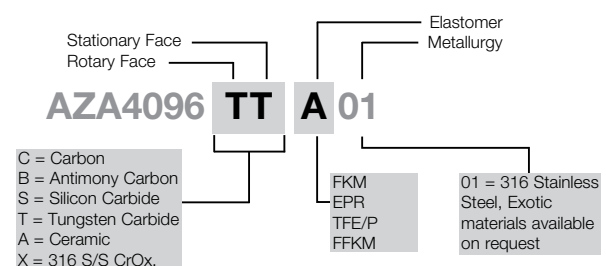 Stationary Face
Rotary Face
Elastomer
Metallurgy
AZA4096 TT A 01
C = Carbon
B = Antimony Carbon
S = Silicon Carbide
T = Tungsten Carbide
A = Ceramic
X = 316 S/S CrOx.
FKM
EPR
TFE/P
FFKM
01 = 316 Stainless
Steel, Exotic
materials available
on request